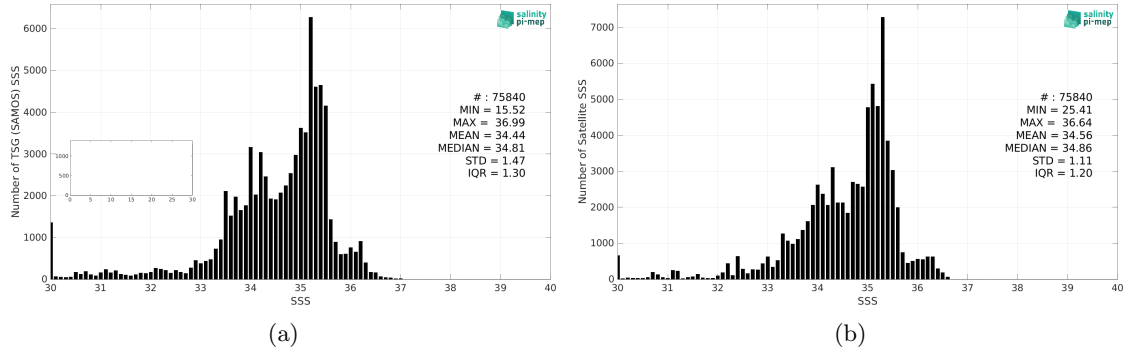 6000
5000
4000
3000
2000
1000
0
Number of TSG (SAMOS) SSS
1000
500
0
0 5 10 15 20 25 30
salinity
pi-mep
# : 75840
MIN = 15.52
MAX = 36.99
MEAN = 34.44
MEDIAN = 34.81
STD = 1.47
IQR = 1.30
30 31 32 33 34 35 36 37 38 39 40
SSS
(a)
7000
6000
5000
4000
3000
2000
1000
0
Number of Satellite SSS
salinity
pi-mep
# : 75840
MIN = 25.41
MAX = 36.64
MEAN = 34.56
MEDIAN = 34.86
STD = 1.11
IQR = 1.20
30 31 32 33 34 35 36 37 38 39 40
SSS
(b)